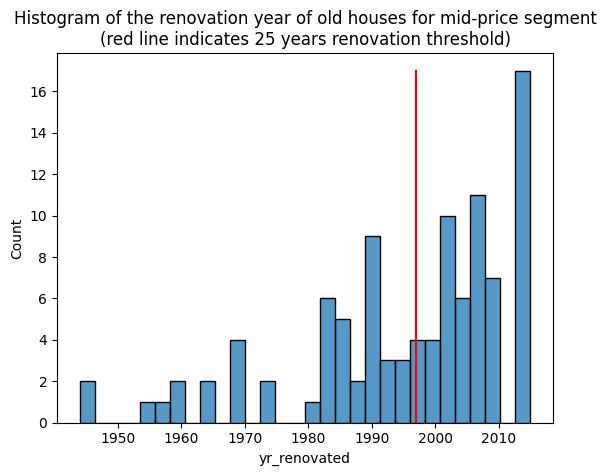 Histogram of the renovation year of old houses for mid-price segment
(red line indicates 25 years renovation threshold)
16
14
12
10
8
6
4
2
0
Count
1950 1960 1970 1980 1990 2000 2010
yr_renovated